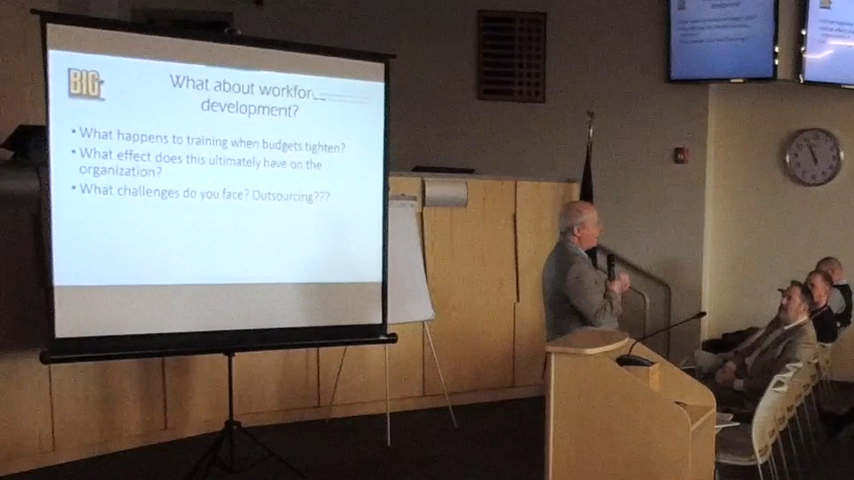 BIG
What about workfor
development?
• What happens to training when budgets tighten?
• What effect does this ultimately have on the
organization?
• What challenges do you face? Outsourcing???